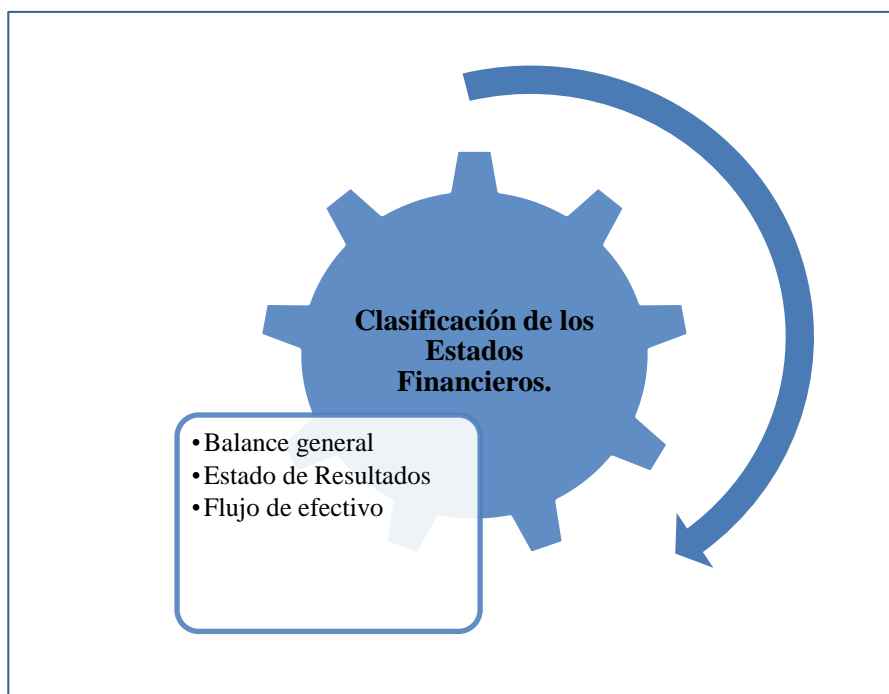 Clasificación de los
Estados
Financieros.
•Balance general
•Estado de Resultados
•Flujo de efectivo